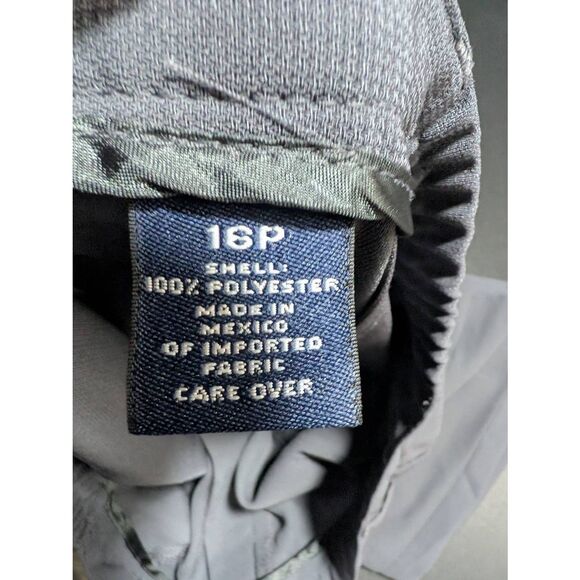 16P
SHELL:
100% POLYESTER
MADE IN
MEXICO
OF IMPORTED
FABRIC
CARE OVER